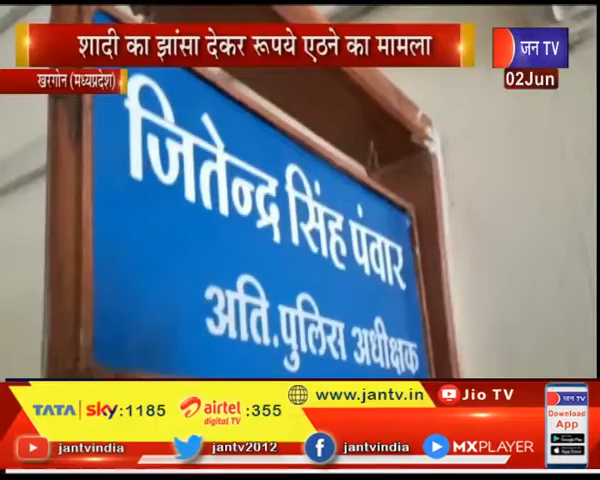 शादी का झांसा देकर रूपये एठने का मामला
जन TV
खरगोन (मध्यप्रदेश)
02Jun
जितेन्द्र सिंह पंवार
अति.पुलिस अधीक्षक
TATA sky:1185
airtel digital TV :355
www.jantv.in
Jio TV
जन TV
Download App
jantvindia
jantv2012
jantvindia
MXPLAYER